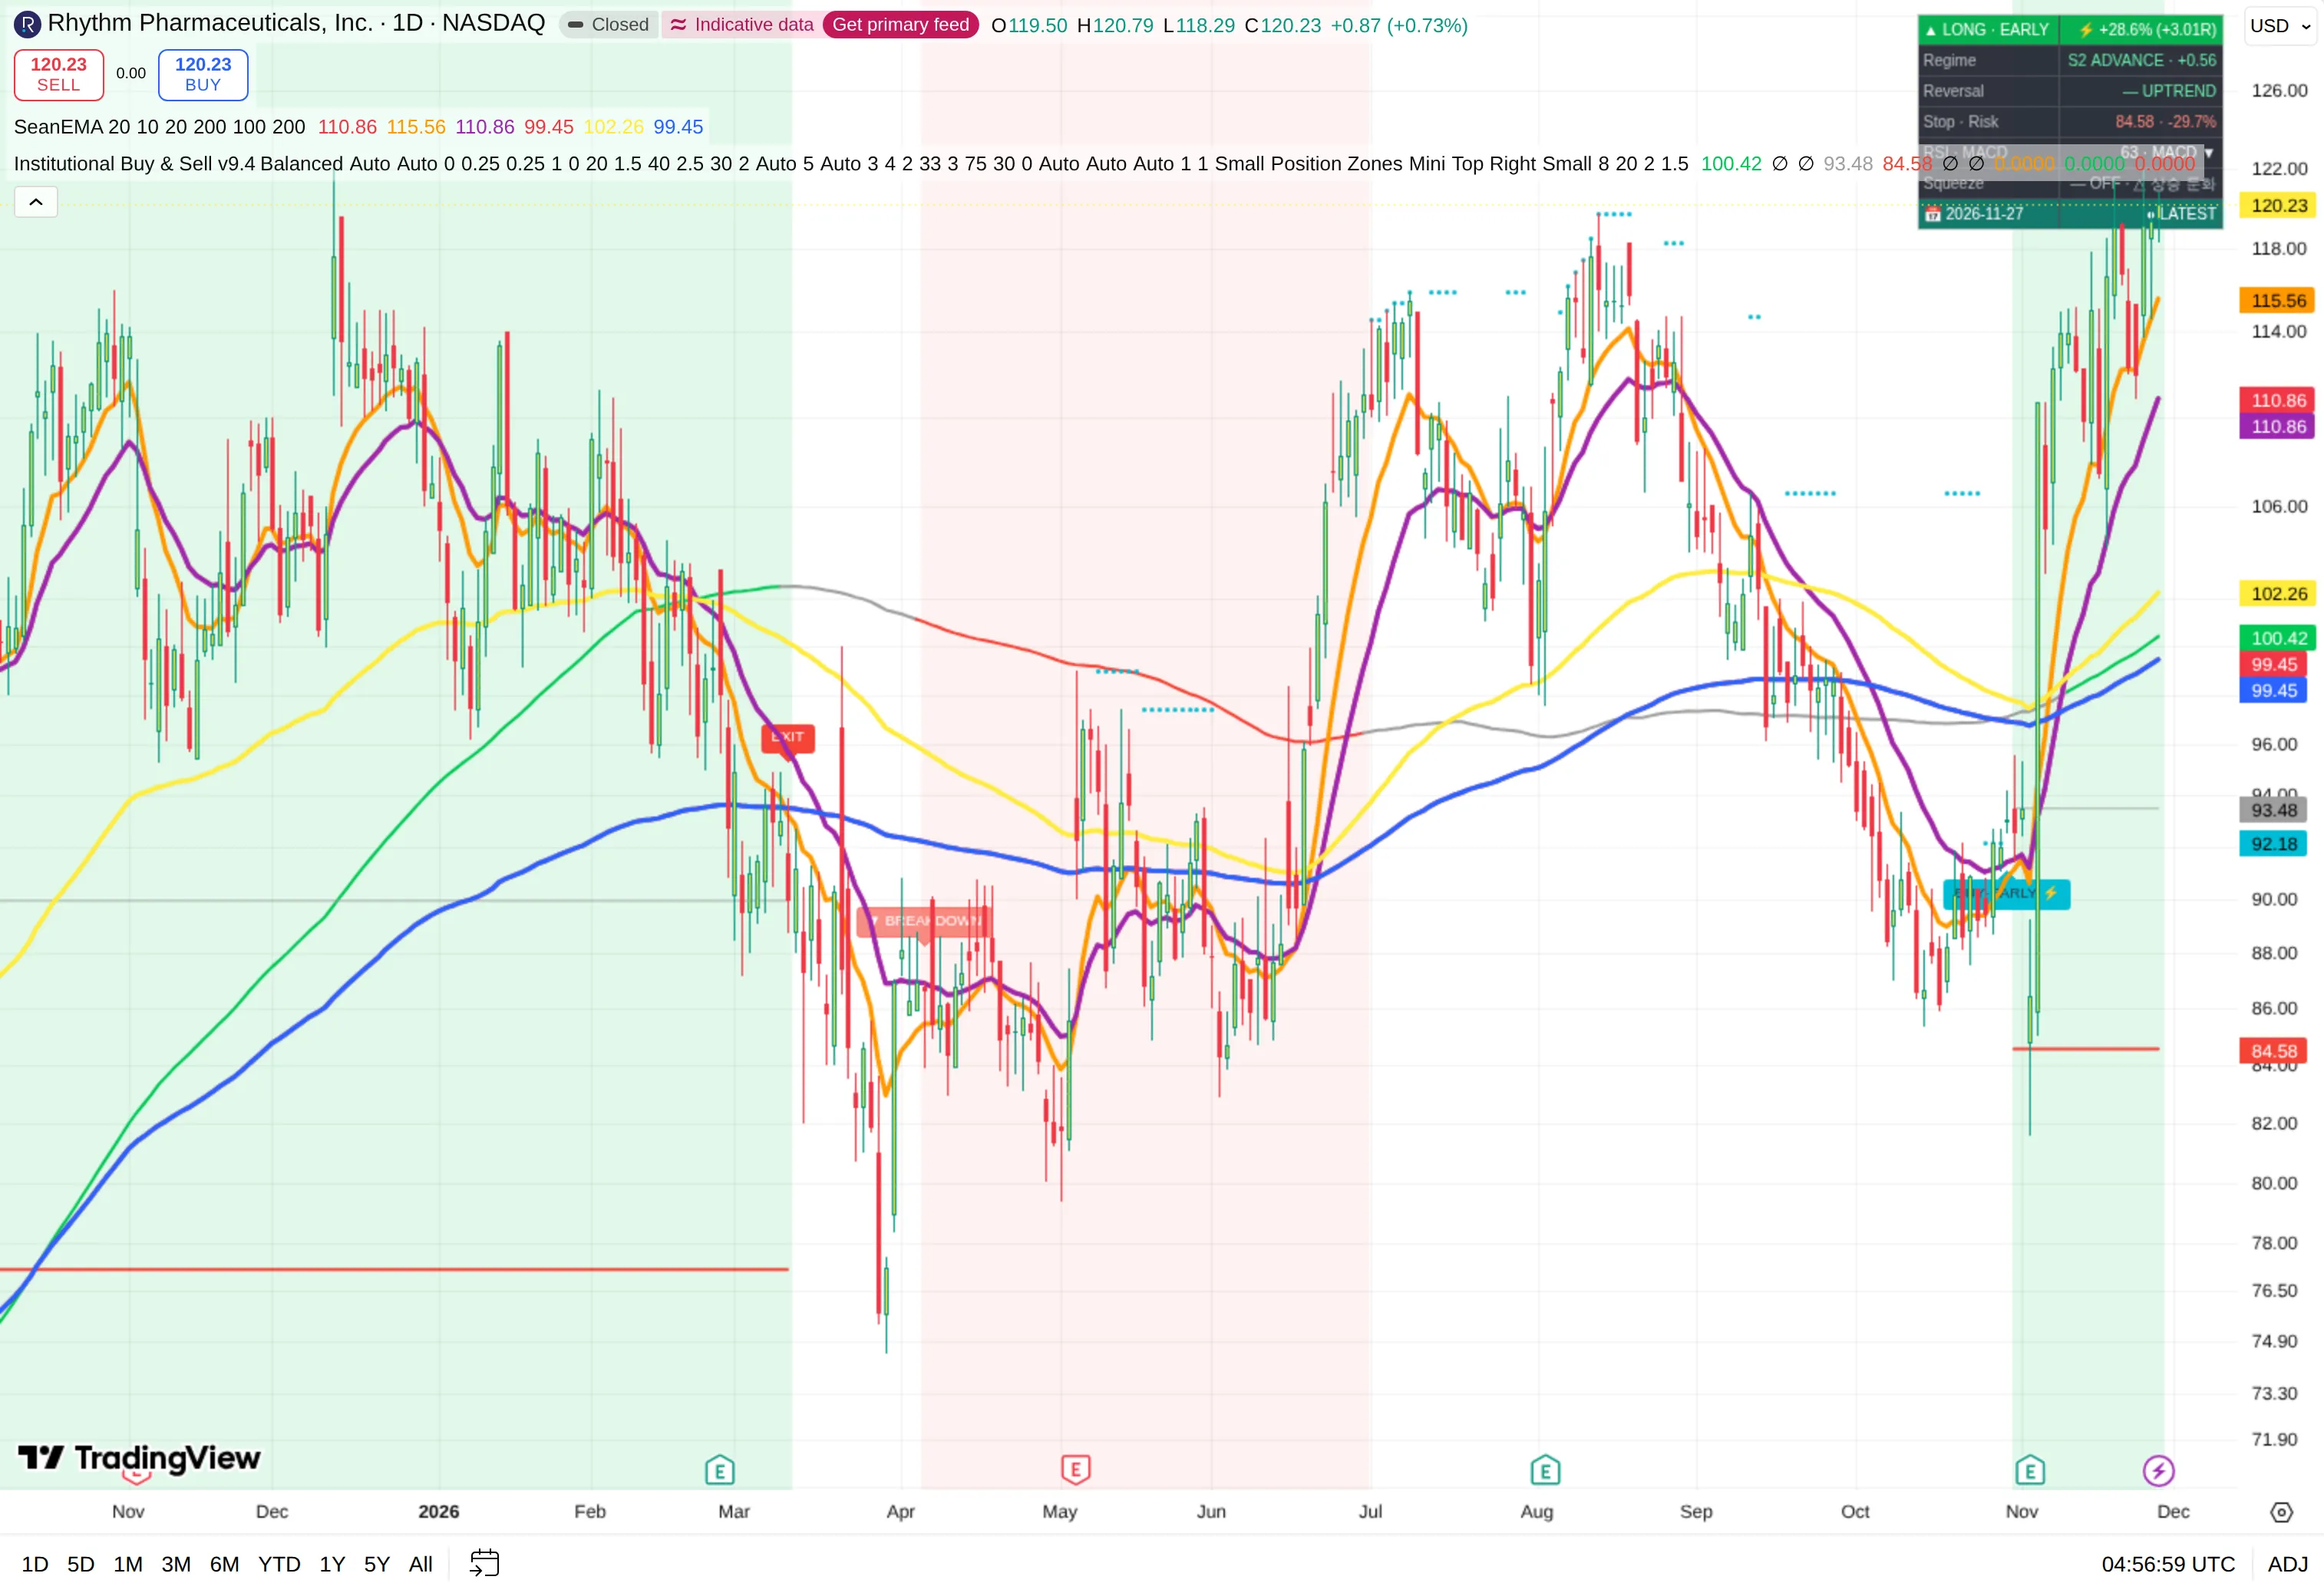 Rhythm Pharmaceuticals, Inc. · 1D · NASDAQ Closed Indicative data Get primary feed O119.50 H120.79 L118.29 C120.23 +0.87 (+0.73%)
120.23 SELL 0.00 120.23 BUY
SeanEMA 20 10 20 200 100 200 110.86 115.56 110.86 99.45 102.26 99.45
Institutional Buy & Sell v9.4 Balanced Auto Auto 0 0.25 0.25 1 0 20 1.5 40 2.5 30 2 Auto 5 Auto 3 4 2 33 3 75 30 0 Auto Auto Auto 1 1 Small Position Zones Mini Top Right Small 8 20 2 1.5 100.42 ∅ ∅ 93.48 84.58 ∅ ∅ 0.0000 0.0000 0.0000
▲ LONG · EARLY ⚡ +28.6% (+3.01R)
Regime S2 ADVANCE · +0.56
Reversal — UPTREND
Stop · Risk 84.58 · -29.7%
RSI · MACD 63 · MACD ▼
Squeeze — OFF
2026-11-27 LATEST
USD
126.00
122.00
120.23
118.00
115.56
114.00
110.86
110.86
106.00
102.26
100.42
99.45
99.45
96.00
94.00
93.48
92.18
90.00
88.00
86.00
84.58
84.00
82.00
80.00
78.00
76.50
74.90
73.30
71.90
EXIT
▼ BREAKDOWN
EARLY ⚡
TradingView
E E E E
Nov Dec 2026 Feb Mar Apr May Jun Jul Aug Sep Oct Nov Dec
1D 5D 1M 3M 6M YTD 1Y 5Y All 04:56:59 UTC ADJ